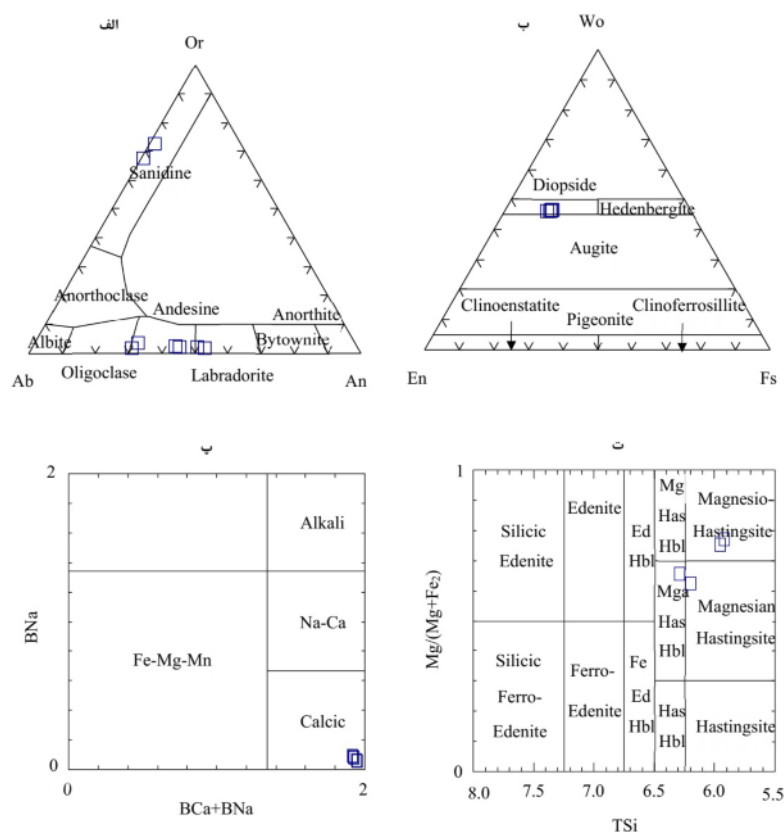 الف
Or
Sanidine
Anorthoclase
Andesine
Anorthite
Albite
Bytownite
Oligoclase
Labradorite
Ab
An
ب
Wo
Diopside
Hedenbergite
Augite
Clinoenstatite
Clinoferrosillite
Pigeonite
En
Fs
پ
2
Alkali
BNa
Na-Ca
Fe-Mg-Mn
Calcic
0
0
2
BCa+BNa
ت
1
Mg/(Mg+Fe2)
Silicic
Edenite
Edenite
Ed
Hbl
Mg
Has
Hbl
Magnesio-
Hastingsite
Mga
Has
Hbl
Magnesian
Hastingsite
Silicic
Ferro-
Edenite
Ferro-
Edenite
Fe
Ed
Hbl
Has
Hbl
Hastingsite
0
8.0
7.5
7.0
6.5
6.0
5.5
TSi